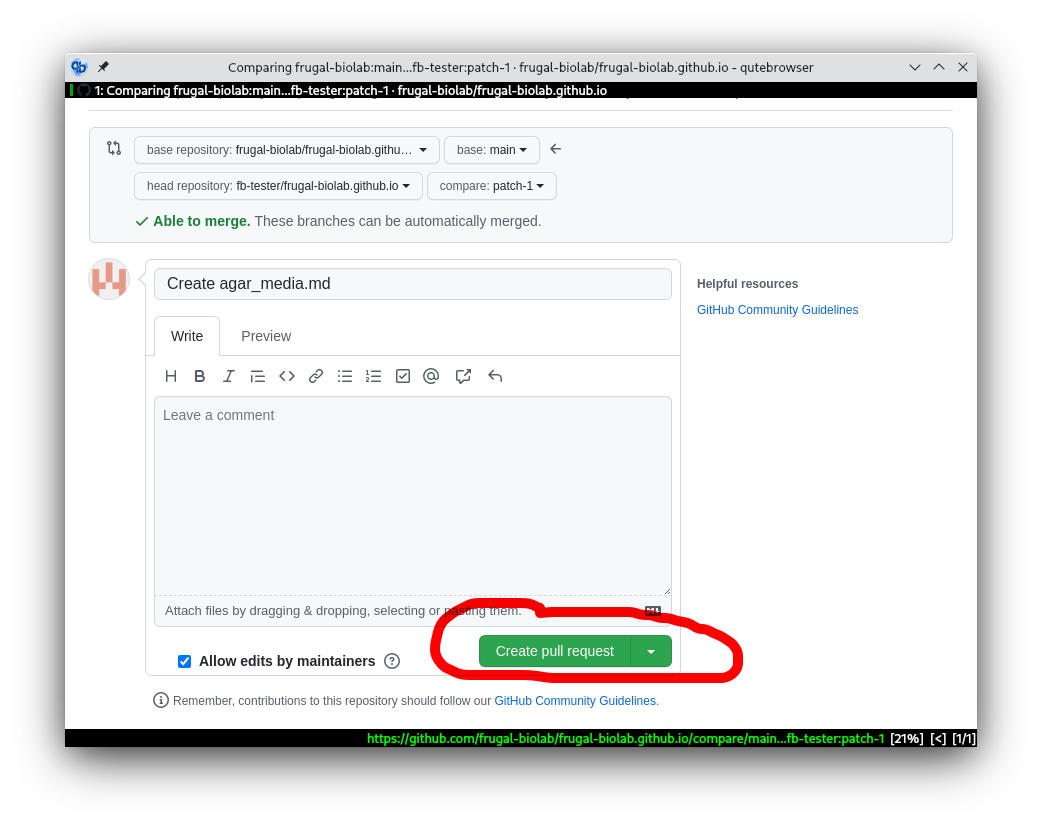 Comparing frugal-biolab:main...fb-tester:patch-1 · frugal-biolab/frugal-biolab.github.io - qutebrowser
1: Comparing frugal-biolab:main...fb-tester:patch-1 · frugal-biolab/frugal-biolab.github.io
base repository: frugal-biolab/frugal-biolab.githu… base: main
head repository: fb-tester/frugal-biolab.github.io compare: patch-1
Able to merge. These branches can be automatically merged.
Create agar_media.md
Helpful resources
GitHub Community Guidelines
Write Preview
Leave a comment
Attach files by dragging & dropping, selecting or pasting them.
Create pull request
Allow edits by maintainers
Remember, contributions to this repository should follow our GitHub Community Guidelines.
https://github.com/frugal-biolab/frugal-biolab.github.io/compare/main...fb-tester:patch-1 [21%] [<] [1/1]